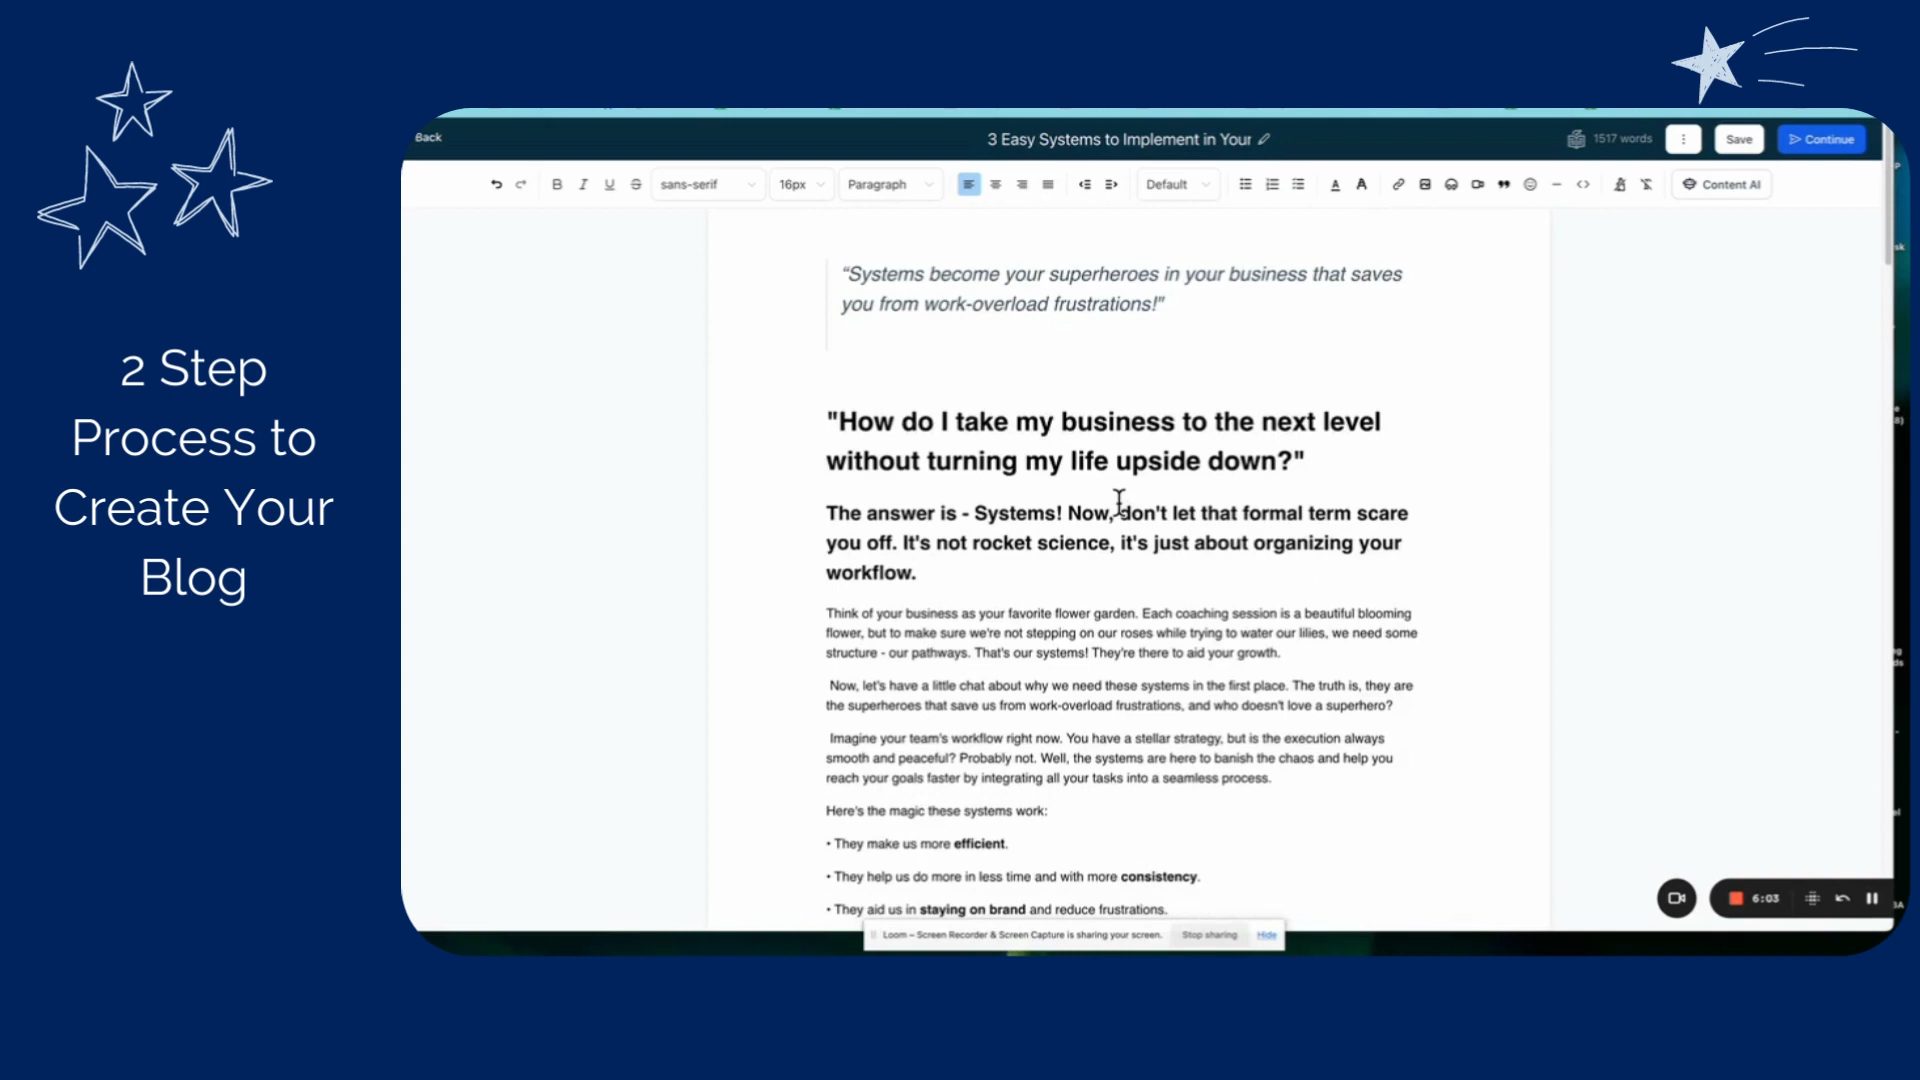 2 Step
Process to
Create Your
Blog
Back
3 Easy Systems to Implement in Your
1517 words
Save
Continue
sans-serif
16px
Paragraph
Default
Content AI
“Systems become your superheroes in your business that saves
you from work-overload frustrations!"
"How do I take my business to the next level
without turning my life upside down?"
The answer is - Systems! Now, don't let that formal term scare
you off. It's not rocket science, it's just about organizing your
workflow.
Think of your business as your favorite flower garden. Each coaching session is a beautiful blooming
flower, but to make sure we're not stepping on our roses while trying to water our lilies, we need some
structure - our pathways. That's our systems! They're there to aid your growth.
Now, let's have a little chat about why we need these systems in the first place. The truth is, they are
the superheroes that save us from work-overload frustrations, and who doesn't love a superhero?
Imagine your team's workflow right now. You have a stellar strategy, but is the execution always
smooth and peaceful? Probably not. Well, the systems are here to banish the chaos and help you
reach your goals faster by integrating all your tasks into a seamless process.
Here's the magic these systems work:
• They make us more efficient.
• They help us do more in less time and with more consistency.
• They aid us in staying on brand and reduce frustrations.
6:03
Loom – Screen Recorder & Screen Capture is sharing your screen.
Stop sharing
Hide